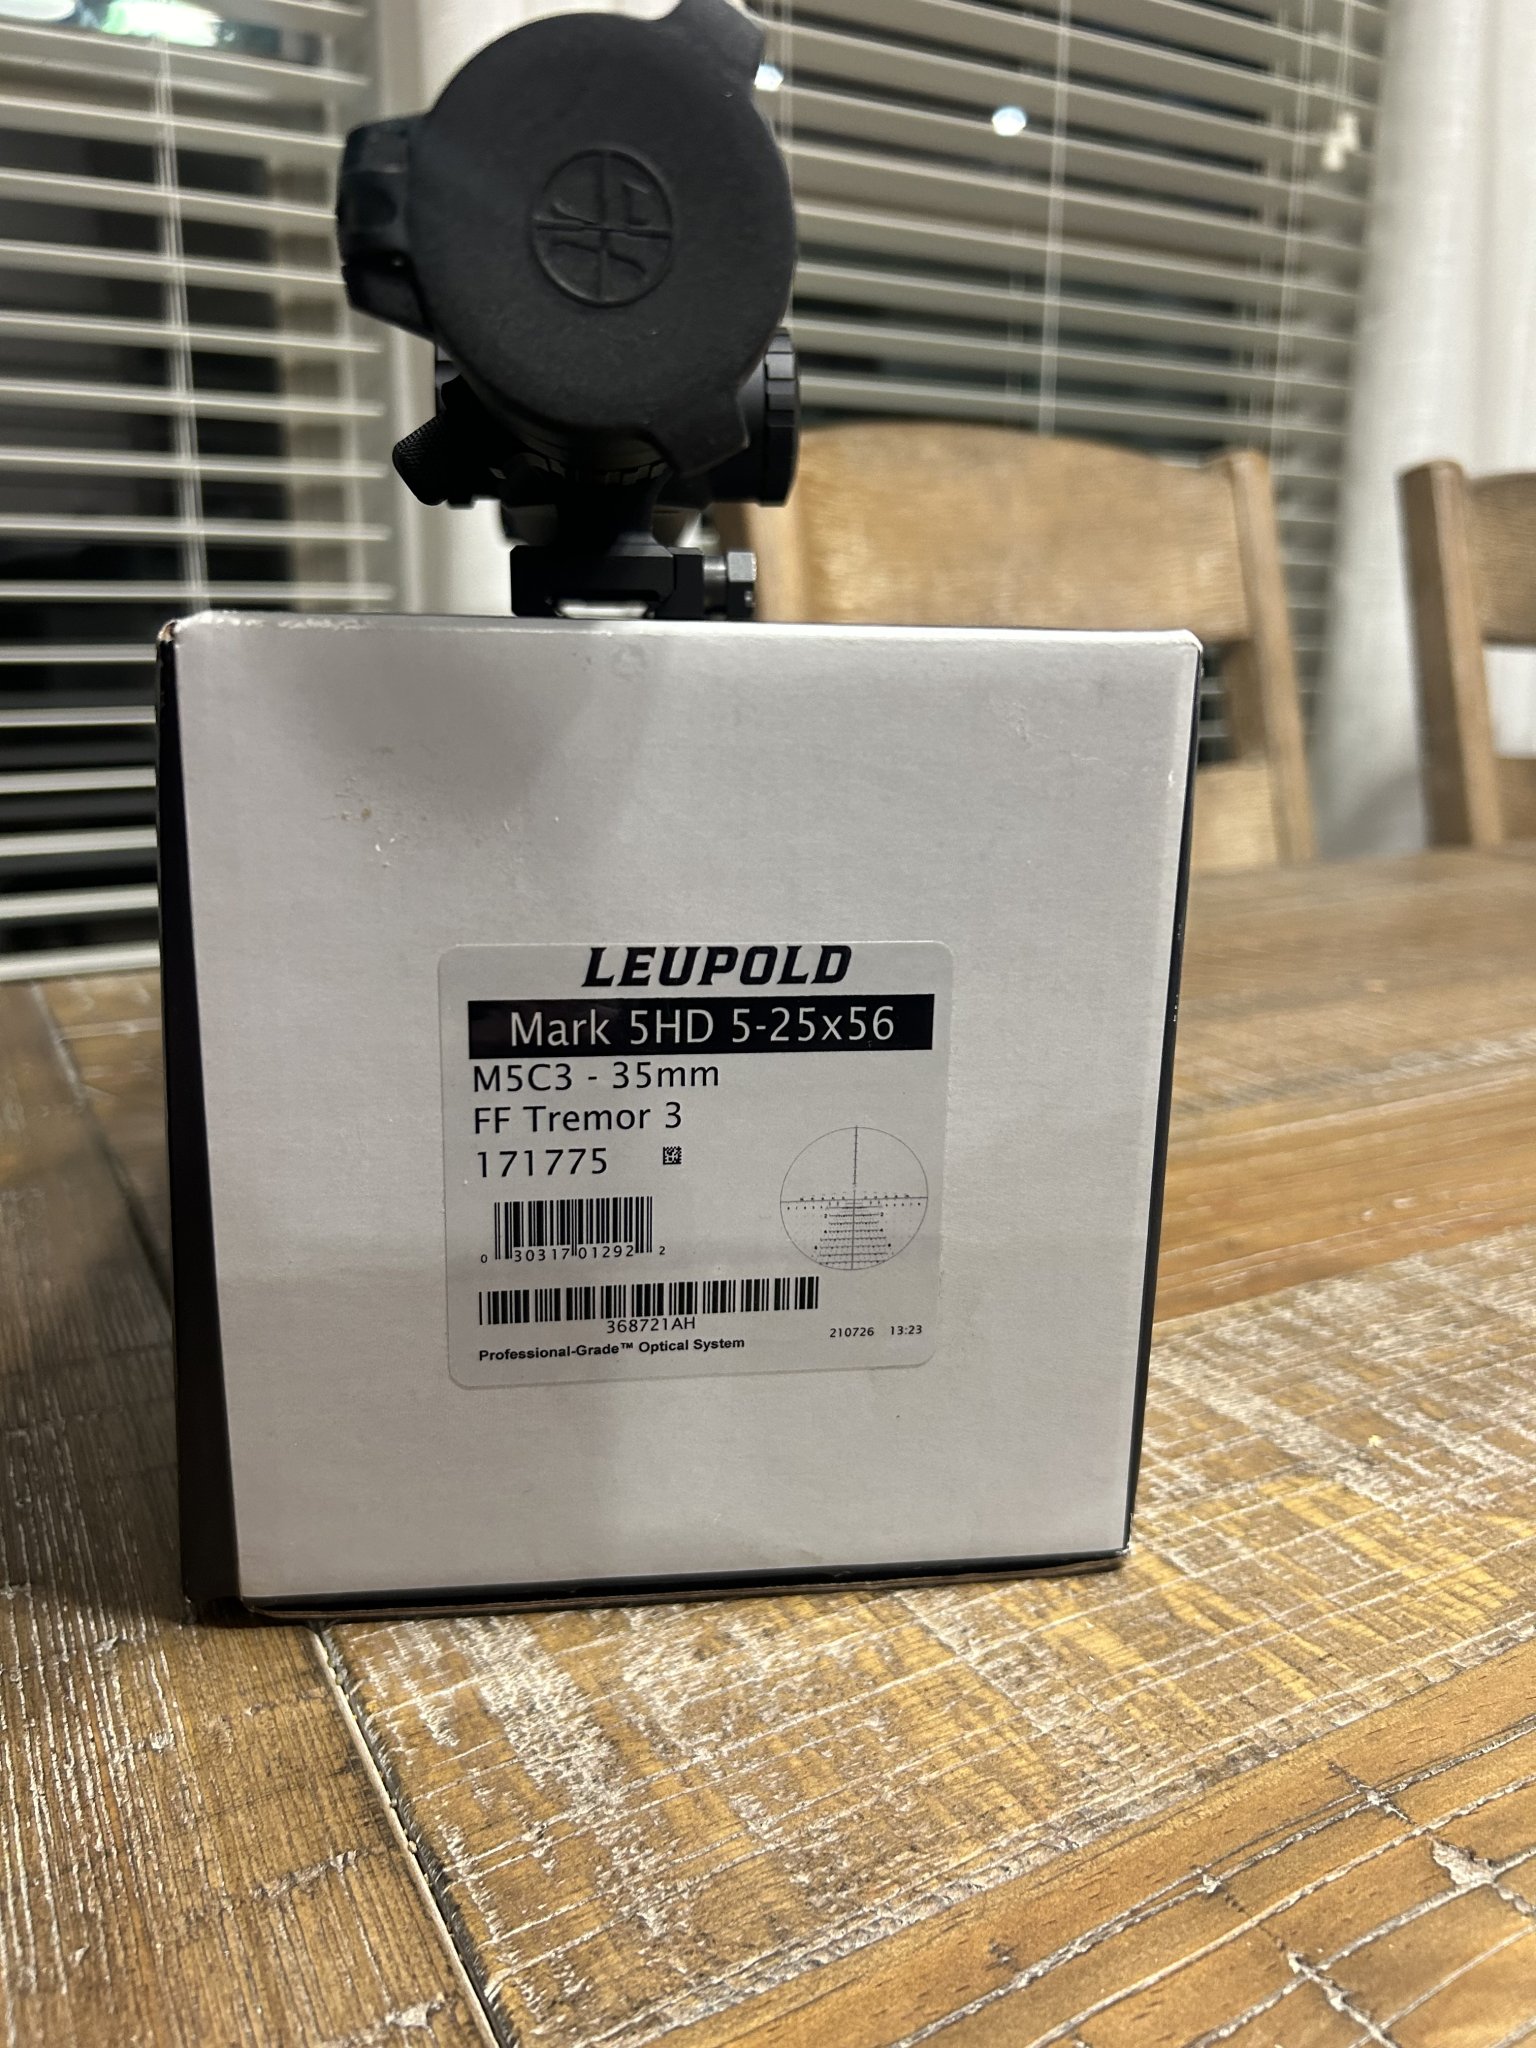 LEUPOLD
Mark 5HD 5-25x56
M5C3 - 35mm
FF Tremor 3
171775
0 30317 01292 2
368721AH
Professional-Grade™ Optical System
210726 13:23